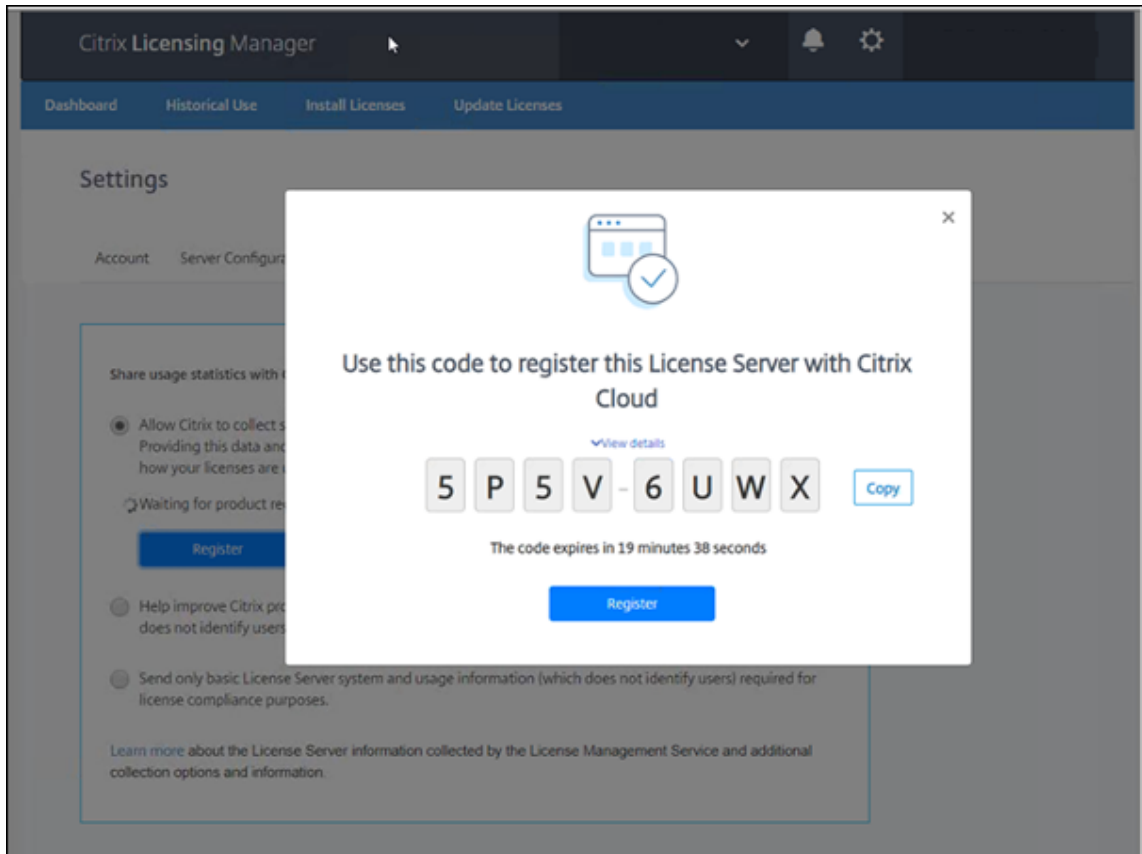 Citrix Licensing Manager
Dashboard Historical Use Install Licenses Update Licenses
Settings
Account Server
Share usage statistics with
Allow Citrix to collect
Providing this data and
how your licenses are
Waiting for product
Register
Help improve Citrix
does not identify users
Send only basic License Server system and usage information (which does not identify users) required for
license compliance purposes.
Learn more about the License Server information collected by the License Management Service and additional
collection options and information.
Use this code to register this License Server with Citrix
Cloud
View details
5 P 5 V - 6 U W X
Copy
The code expires in 19 minutes 38 seconds
Register